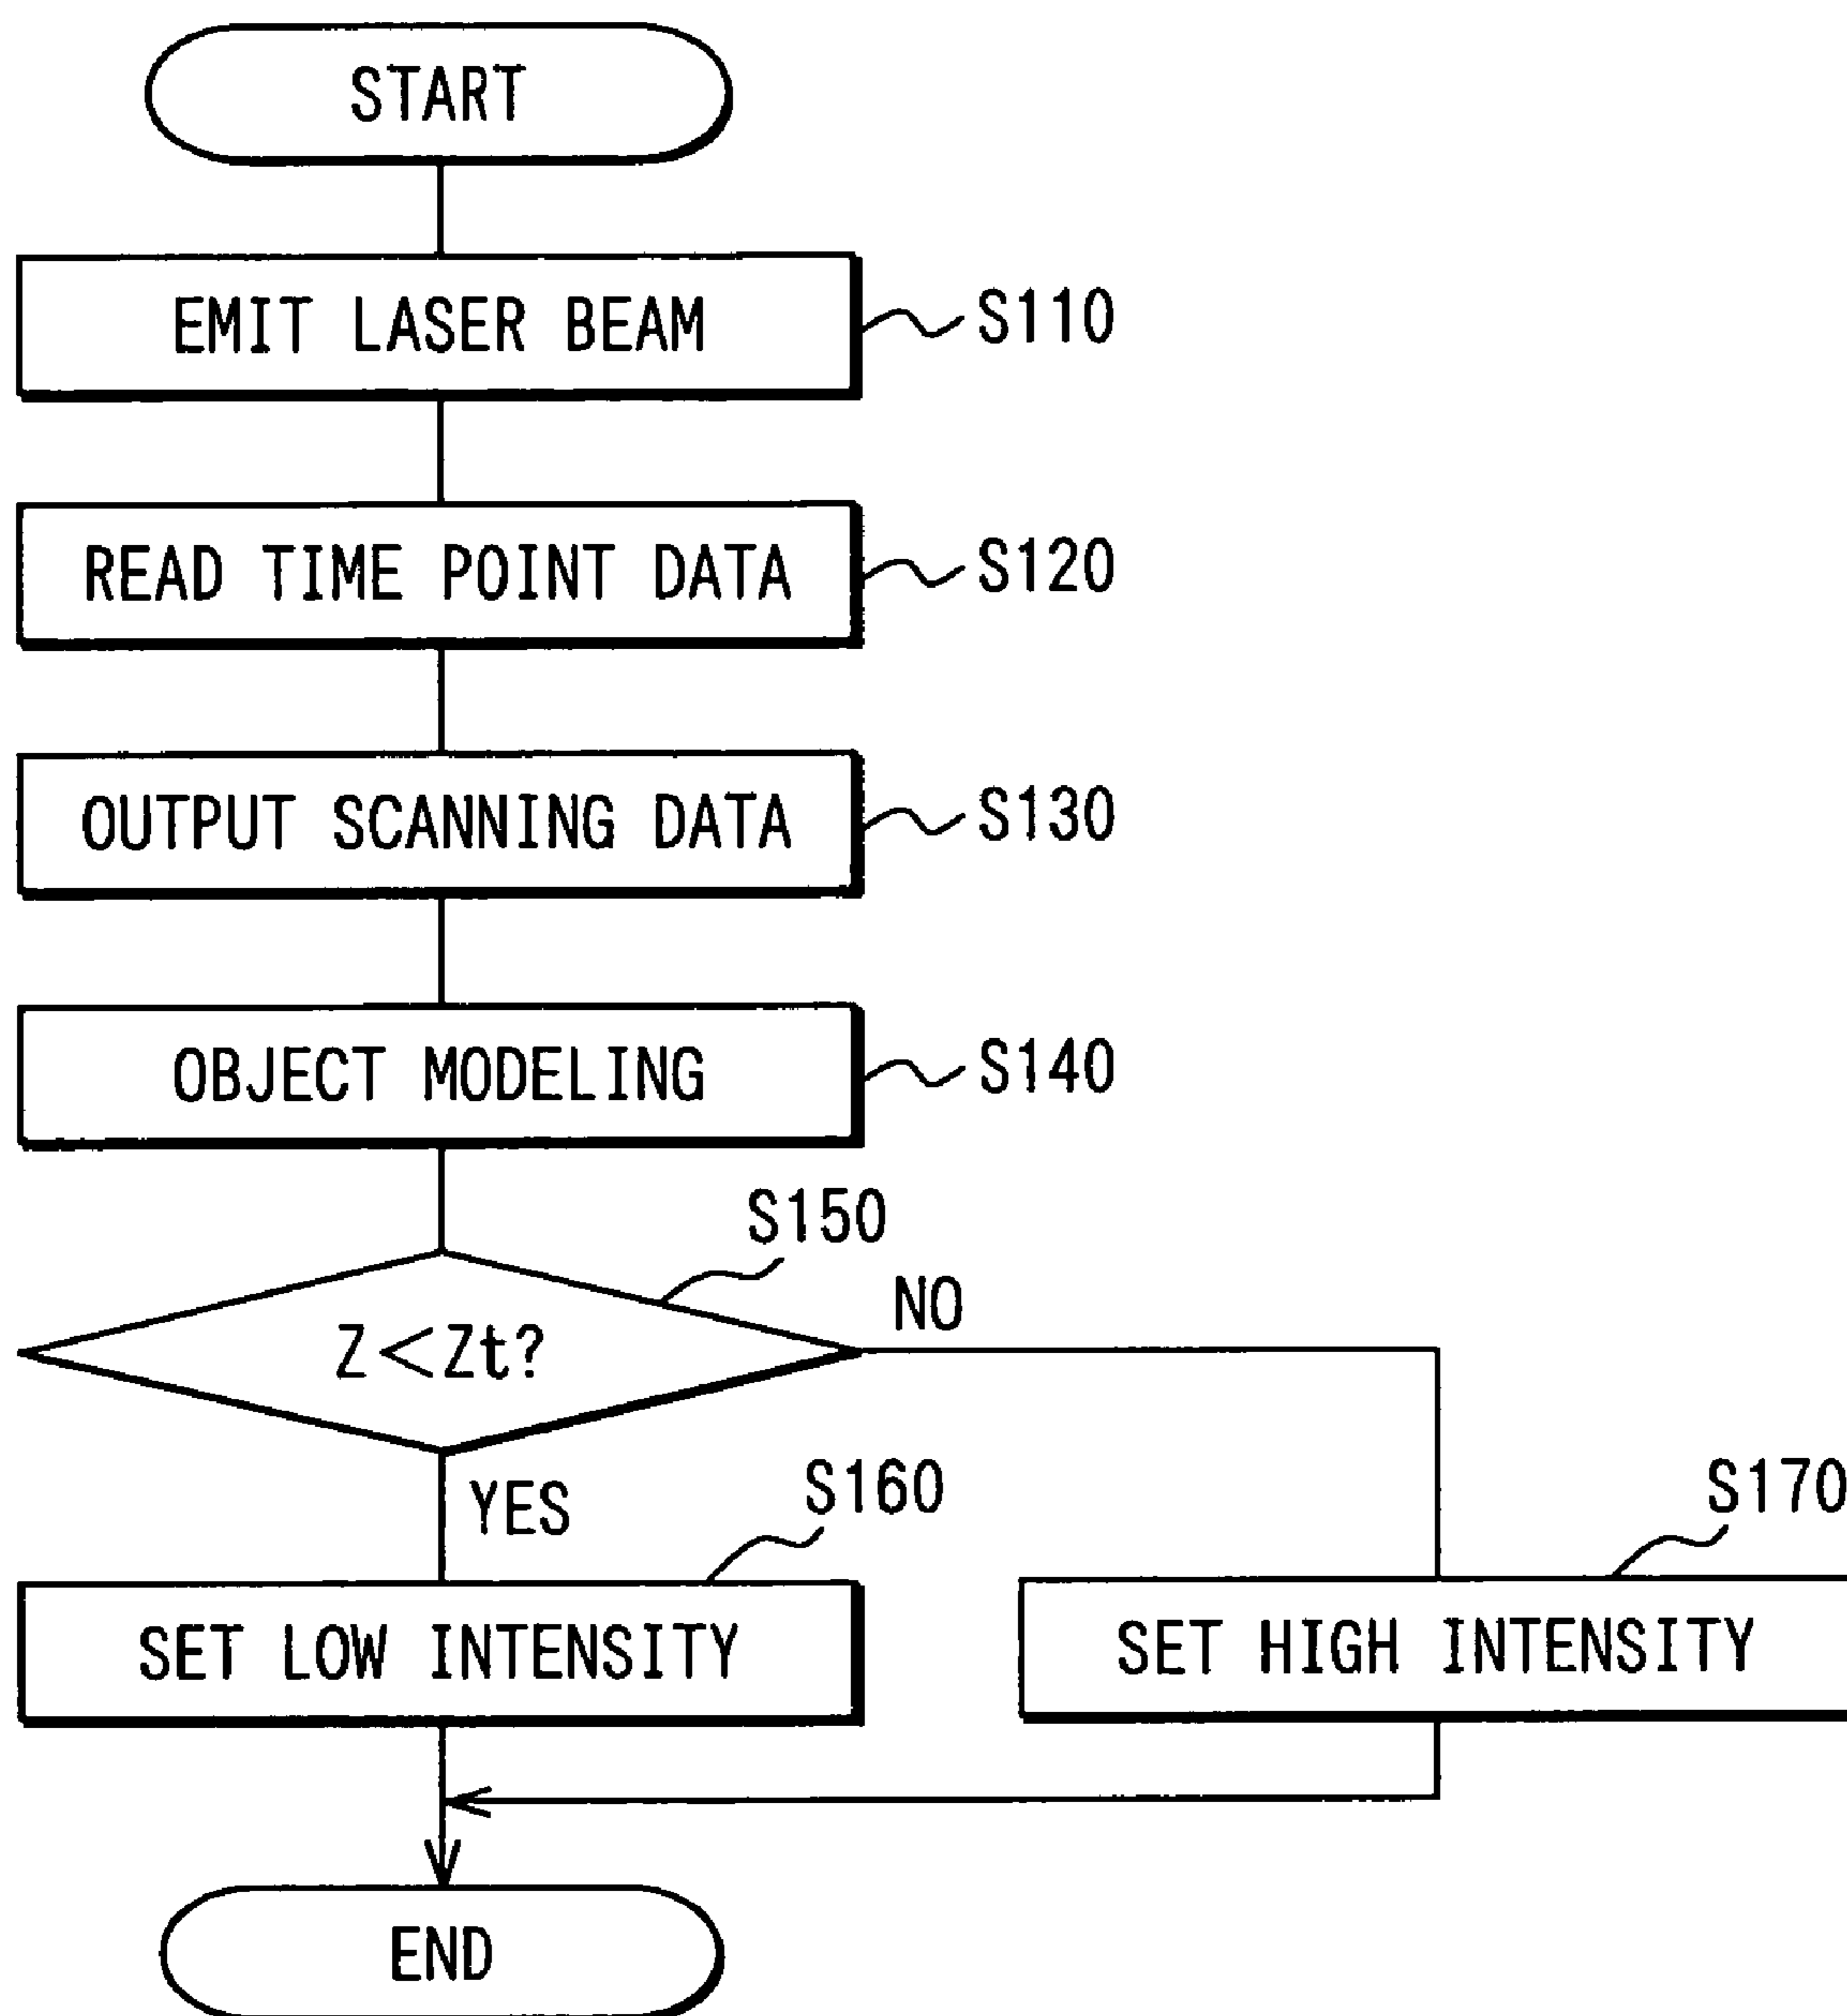 START
EMIT LASER BEAM
S110
READ TIME POINT DATA
S120
OUTPUT SCANNING DATA
S130
OBJECT MODELING
S140
S150
Z<Zt?
NO
YES
S160
SET LOW INTENSITY
S170
SET HIGH INTENSITY
END